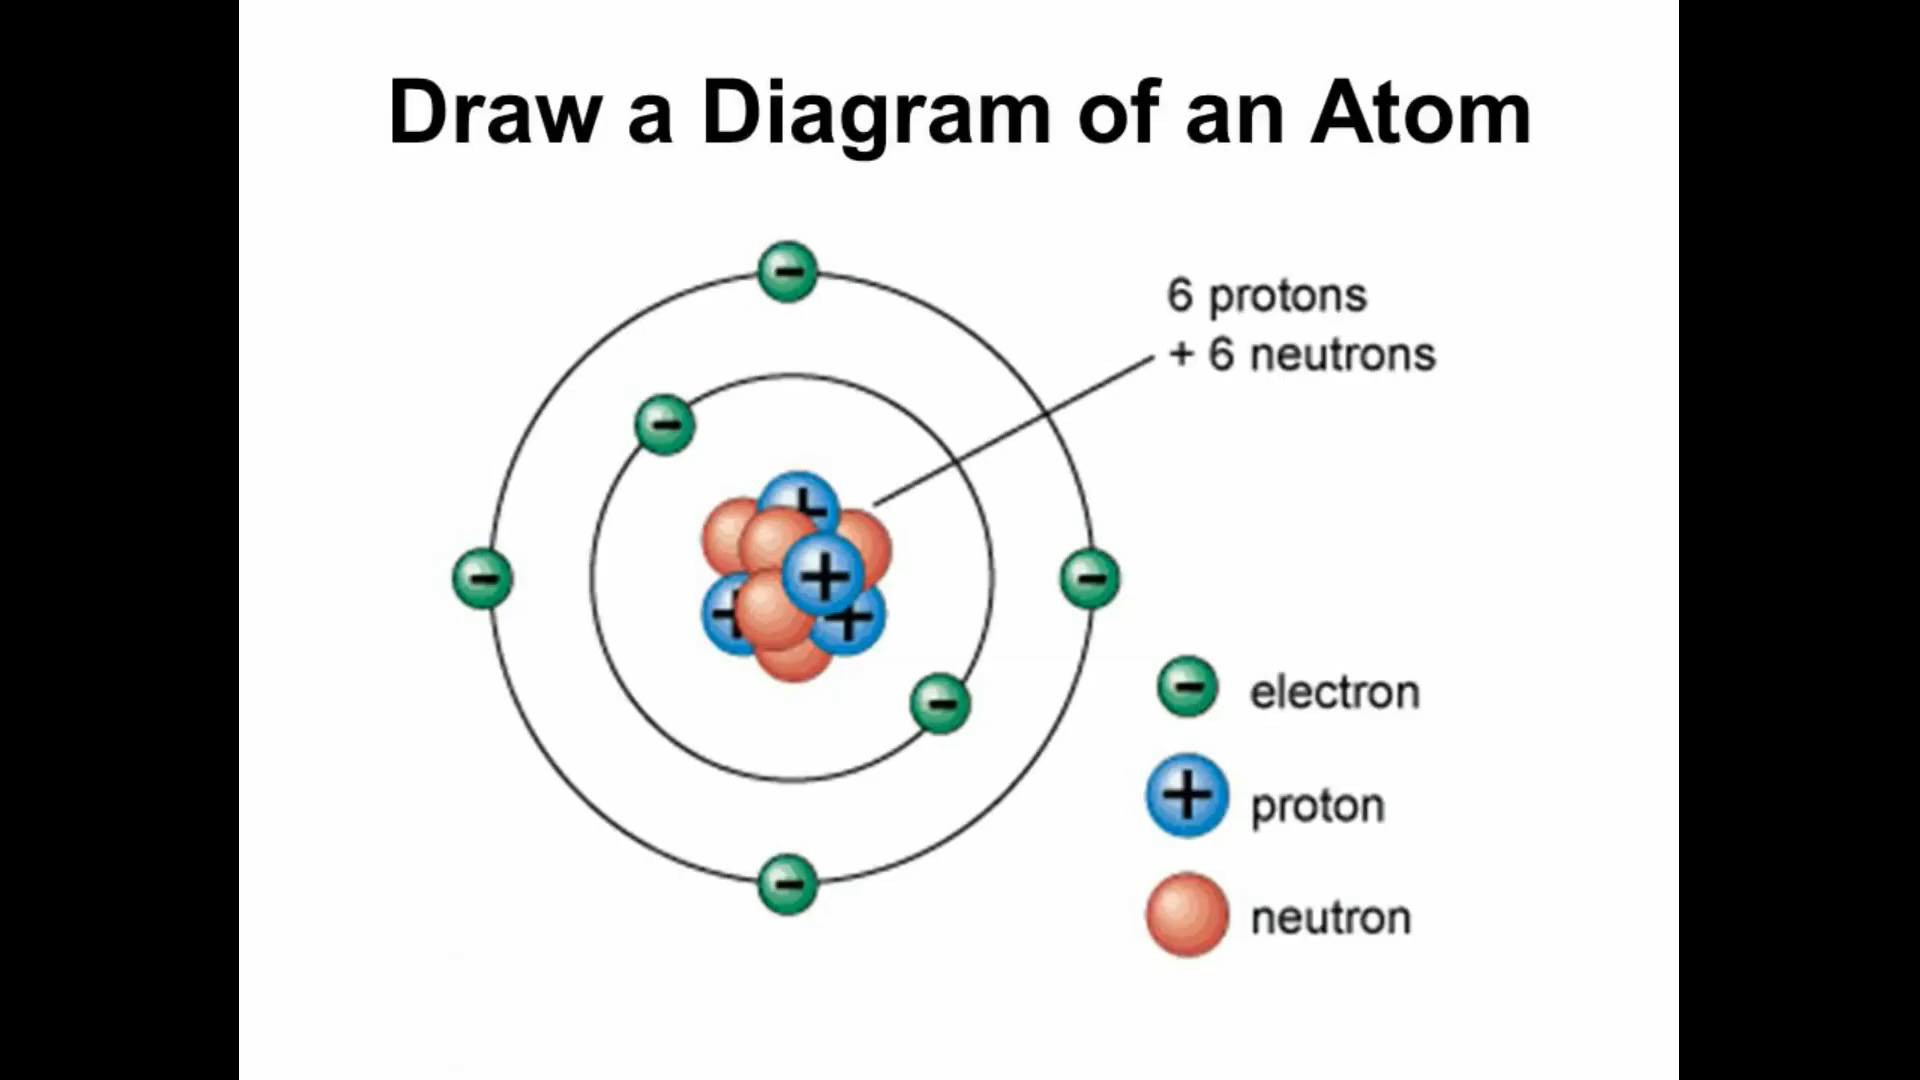 Draw a Diagram of an Atom
6 protons
+ 6 neutrons
electron
proton
neutron